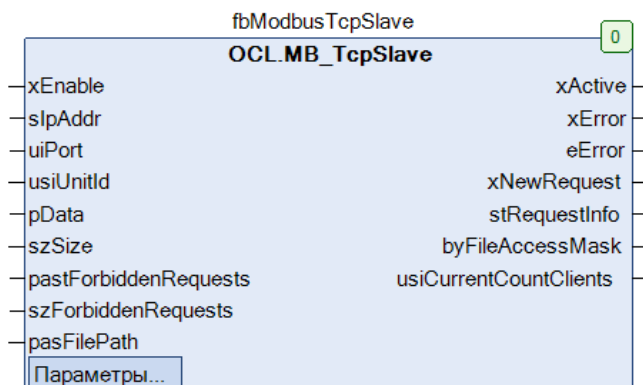 fbModbusTcpSlave
0
OCL.MB_TcpSlave
xEnable xActive
sIpAddr xError
uiPort eError
usiUnitId xNewRequest
pData stRequestInfo
szSize byFileAccessMask
pastForbiddenRequests usiCurrentCountClients
szForbiddenRequests
pasFilePath
Параметры...